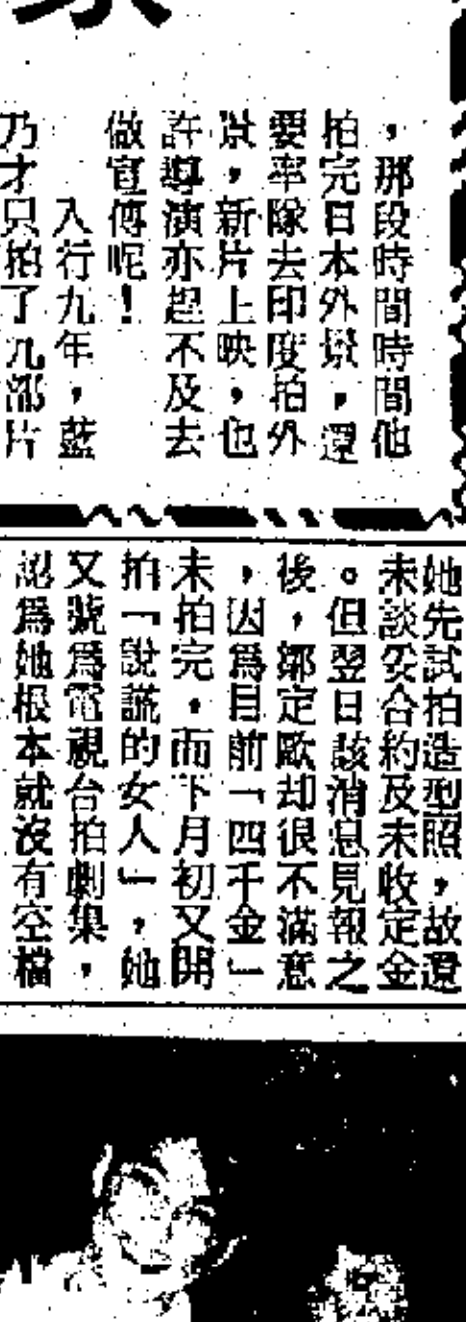 ，那段時間時間他
拍完日本外景，還
要率隊去印度拍外
景，新片上映，也
許導演亦趕不及去
做宣傳呢！
入行九年，藍
乃才只拍了九部片
她先試拍造型照，故還
未談妥合約及未收定金
。但翌日該消息見報之
後，鄭定歐却很不滿意
，因爲目前「四千金」
未拍完，而下月初又開
拍「說謊的女人」，她
又號爲電視台拍劇集，
認爲她根本就沒有空檔